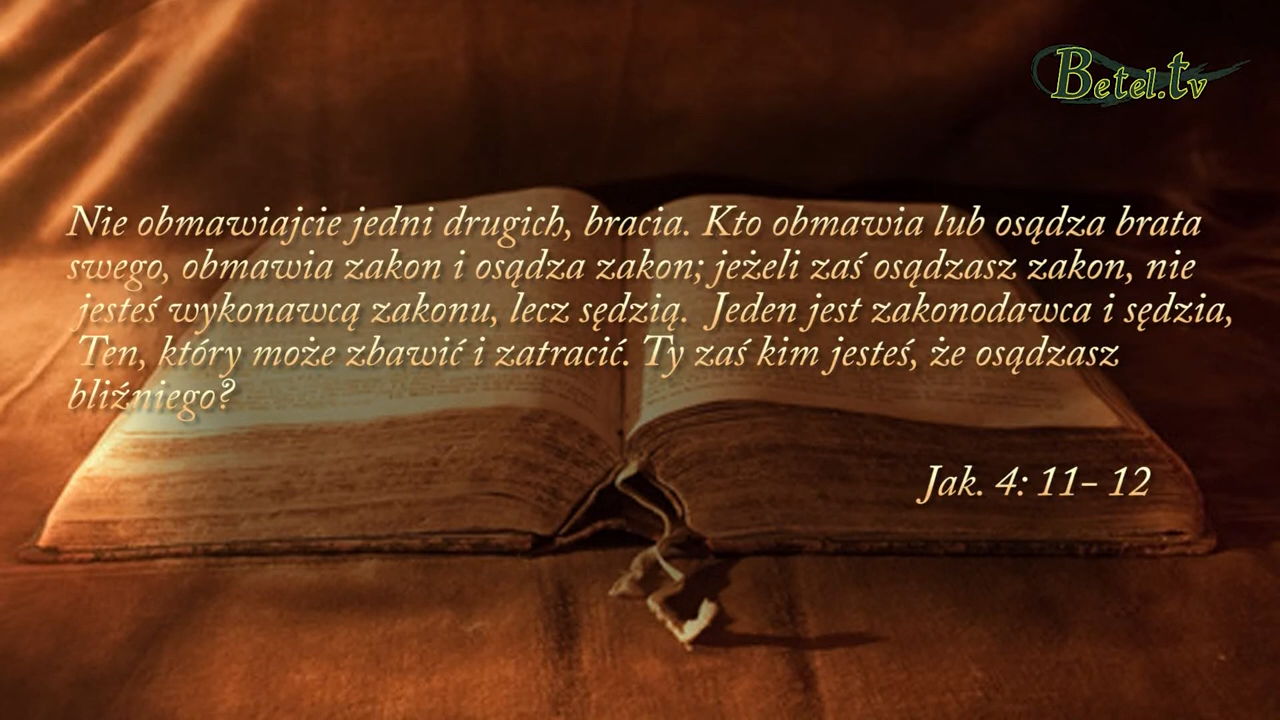 Betel.tv
Nie obmawiajcie jedni drugich, bracia. Kto obmawia lub osądza brata
swego, obmawia zakon i osądza zakon; jeżeli zaś osądzasz zakon, nie
jesteś wykonawcą zakonu, lecz sędzią. Jeden jest zakonodawca i sędzia,
Ten, który może zbawić i zatracić. Ty zaś kim jesteś, że osądzasz
bliźniego?
Jak. 4: 11- 12